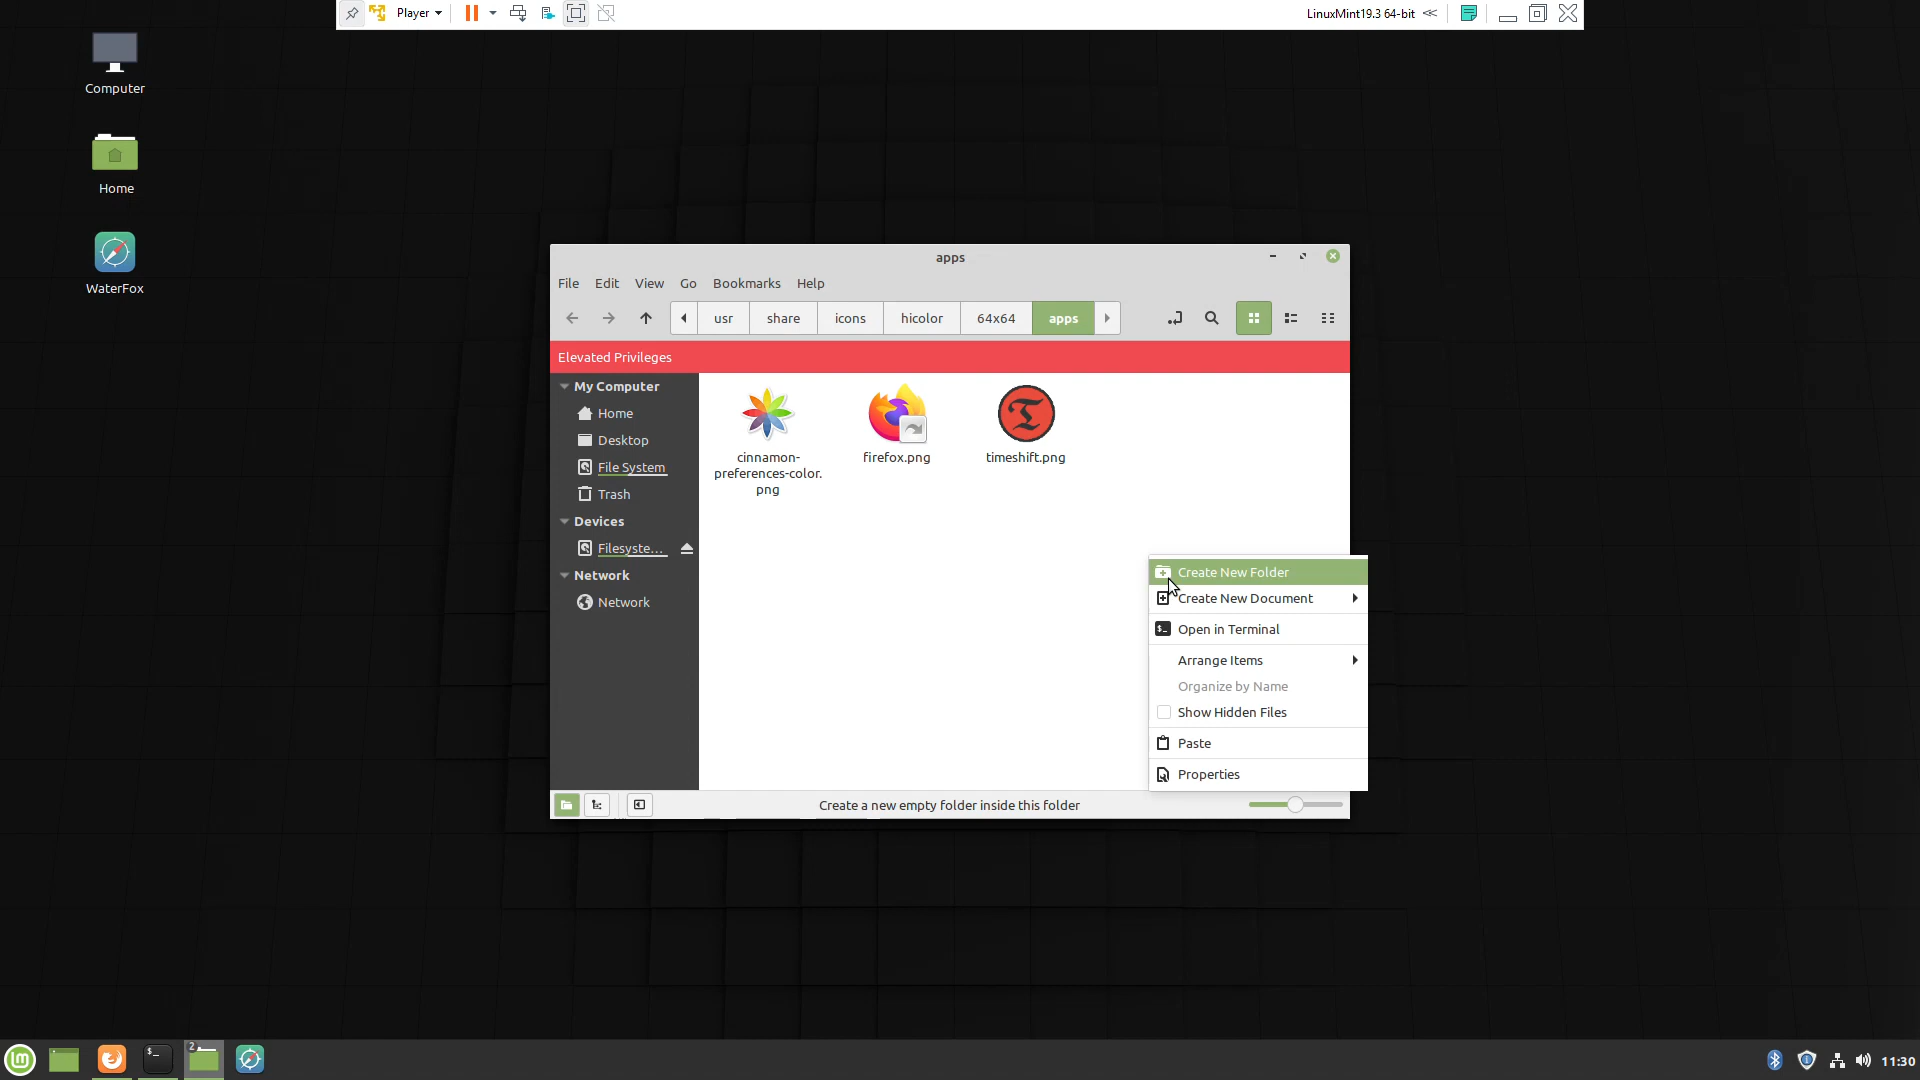 Player
LinuxMint19.3 64-bit
Computer
Home
WaterFox
apps
File Edit View Go Bookmarks Help
usr share icons hicolor 64x64 apps
Elevated Privileges
My Computer
Home
Desktop
File System
Trash
Devices
Filesyste...
Network
Network
cinnamon-
preferences-color.
png
firefox.png
timeshift.png
Create New Folder
Create New Document
Open in Terminal
Arrange Items
Organize by Name
Show Hidden Files
Paste
Properties
Create a new empty folder inside this folder
2
11:30